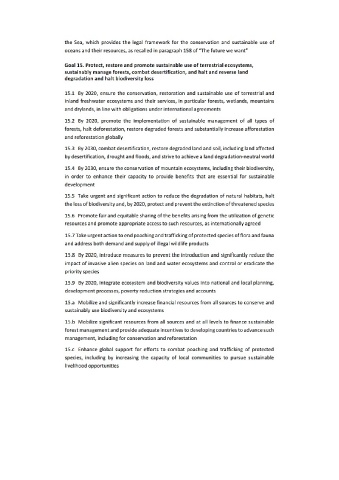 the Sea, which provides the legal framework for the conservation and sustainable use of
oceans and their resources, as recalled in paragraph 158 of "The future we want"
Goal 15. Protect, restore and promote sustainable use of terrestrial ecosystems,
sustainably manage forests, combat desertification, and halt and reverse land
degradation and halt biodiversity loss
15.1 By 2020, ensure the conservation, restoration and sustainable use of terrestrial and
inland freshwater ecosystems and their services, in particular forests, wetlands, mountains
and drylands, in line with obligations under international agreements
15.2 By 2020, promote the implementation of sustainable management of all types of
forests, halt deforestation, restore degraded forests and substantially increase afforestation
and reforestation globally
15.3 By 2030, combat desertification, restore degraded land and soil, including land affected
by desertification, drought and floods, and strive to achieve a land degradation-neutral world
15.4 By 2030, ensure the conservation of mountain ecosystems, including their biodiversity,
in order to enhance their capacity to provide benefits that are essential for sustainable
development
15.5 Take urgent and significant action to reduce the degradation of natural habitats, halt
the loss of biodiversity and, by 2020, protect and prevent the extinction of threatened species
15.6 Promote fair and equitable sharing of the benefits arising from the utilization of genetic
resources and promote appropriate access to such resources, as internationally agreed
15.7 Take urgent action to end poaching and trafficking of protected species of flora and fauna
and address both demand and supply of illegal wildlife products
15.8 By 2020, introduce measures to prevent the introduction and significantly reduce the
impact of invasive alien species on land and water ecosystems and control or eradicate the
priority species
15.9 By 2020, integrate ecosystem and biodiversity values into national and local planning,
development processes, poverty reduction strategies and accounts
15.a Mobilize and significantly increase financial resources from all sources to conserve and
sustainably use biodiversity and ecosystems
15.b Mobilize significant resources from all sources and at all levels to finance sustainable
forest management and provide adequate incentives to developing countries to advance such
management, including for conservation and reforestation
15.c Enhance global support for efforts to combat poaching and trafficking of protected
species, including by increasing the capacity of local communities to pursue sustainable
livelihood opportunities